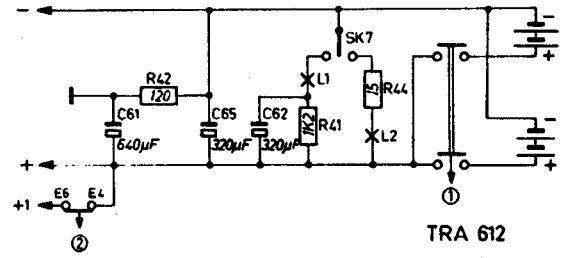 −
−
SK7
+
R42
120
L1
R44
15
C61
640µF
C65
320µF
C62
320µF
R41
1K2
L2
−
+
+
+1
E6
E4
②
①
TRA 612